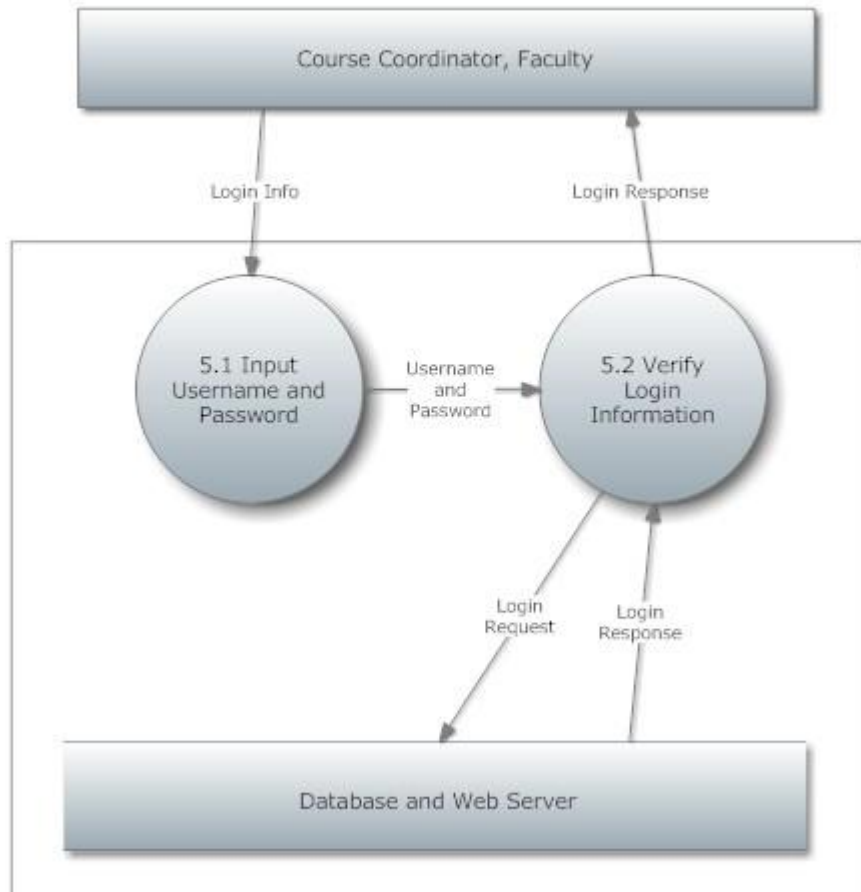 Course Coordinator, Faculty
Login Info
Login Response
5.1 Input
Username and
Password
Username
and
Password
5.2 Verify
Login
Information
Login
Request
Login
Response
Database and Web Server